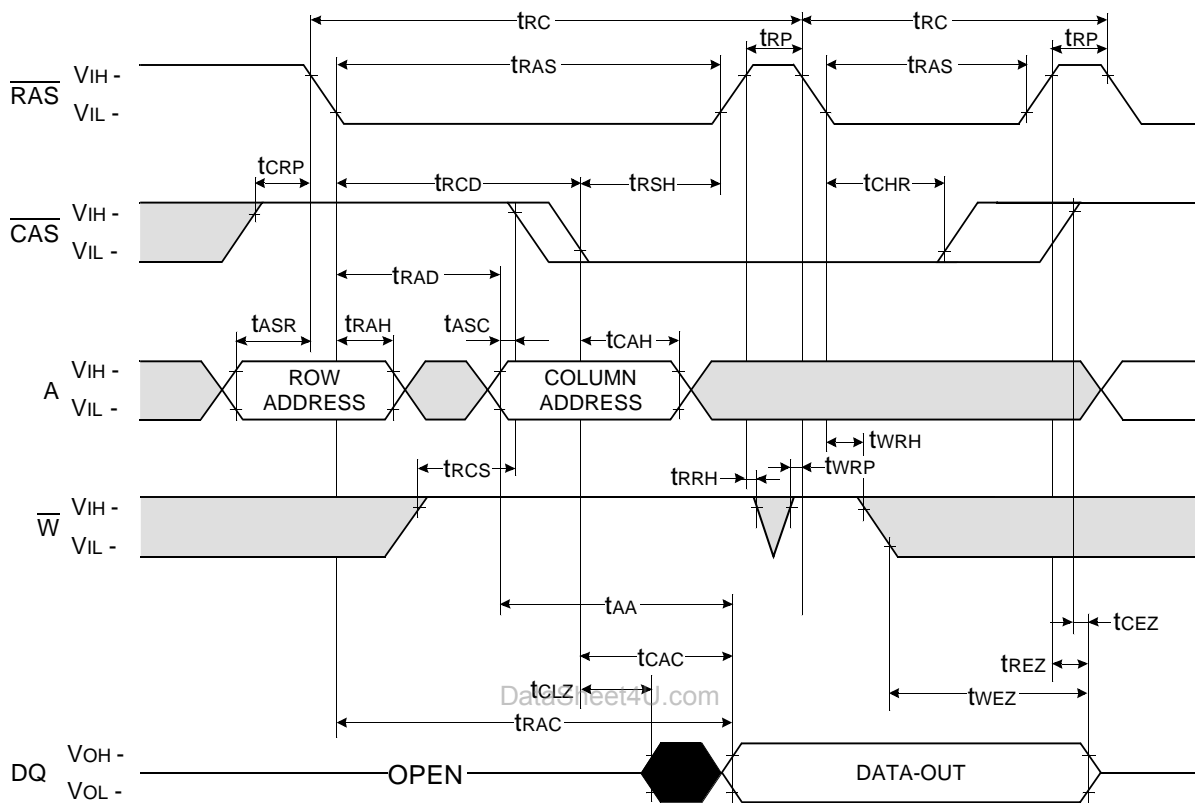 tRC tRC
tRP tRP
tRAS tRAS
RAS VIH -
VIL -
tCRP tRCD tRSH tCHR
CAS VIH -
VIL -
tRAD
tASR tRAH tASC tCAH
A VIH -
VIL -
ROW
ADDRESS
COLUMN
ADDRESS
tWRH
tRCS tRRH tWRP
W VIH -
VIL -
tAA tCEZ
tCAC tREZ
tCLZ tWEZ
DataSheet4U.com
tRAC
DQ VOH -
VOL -
OPEN DATA-OUT